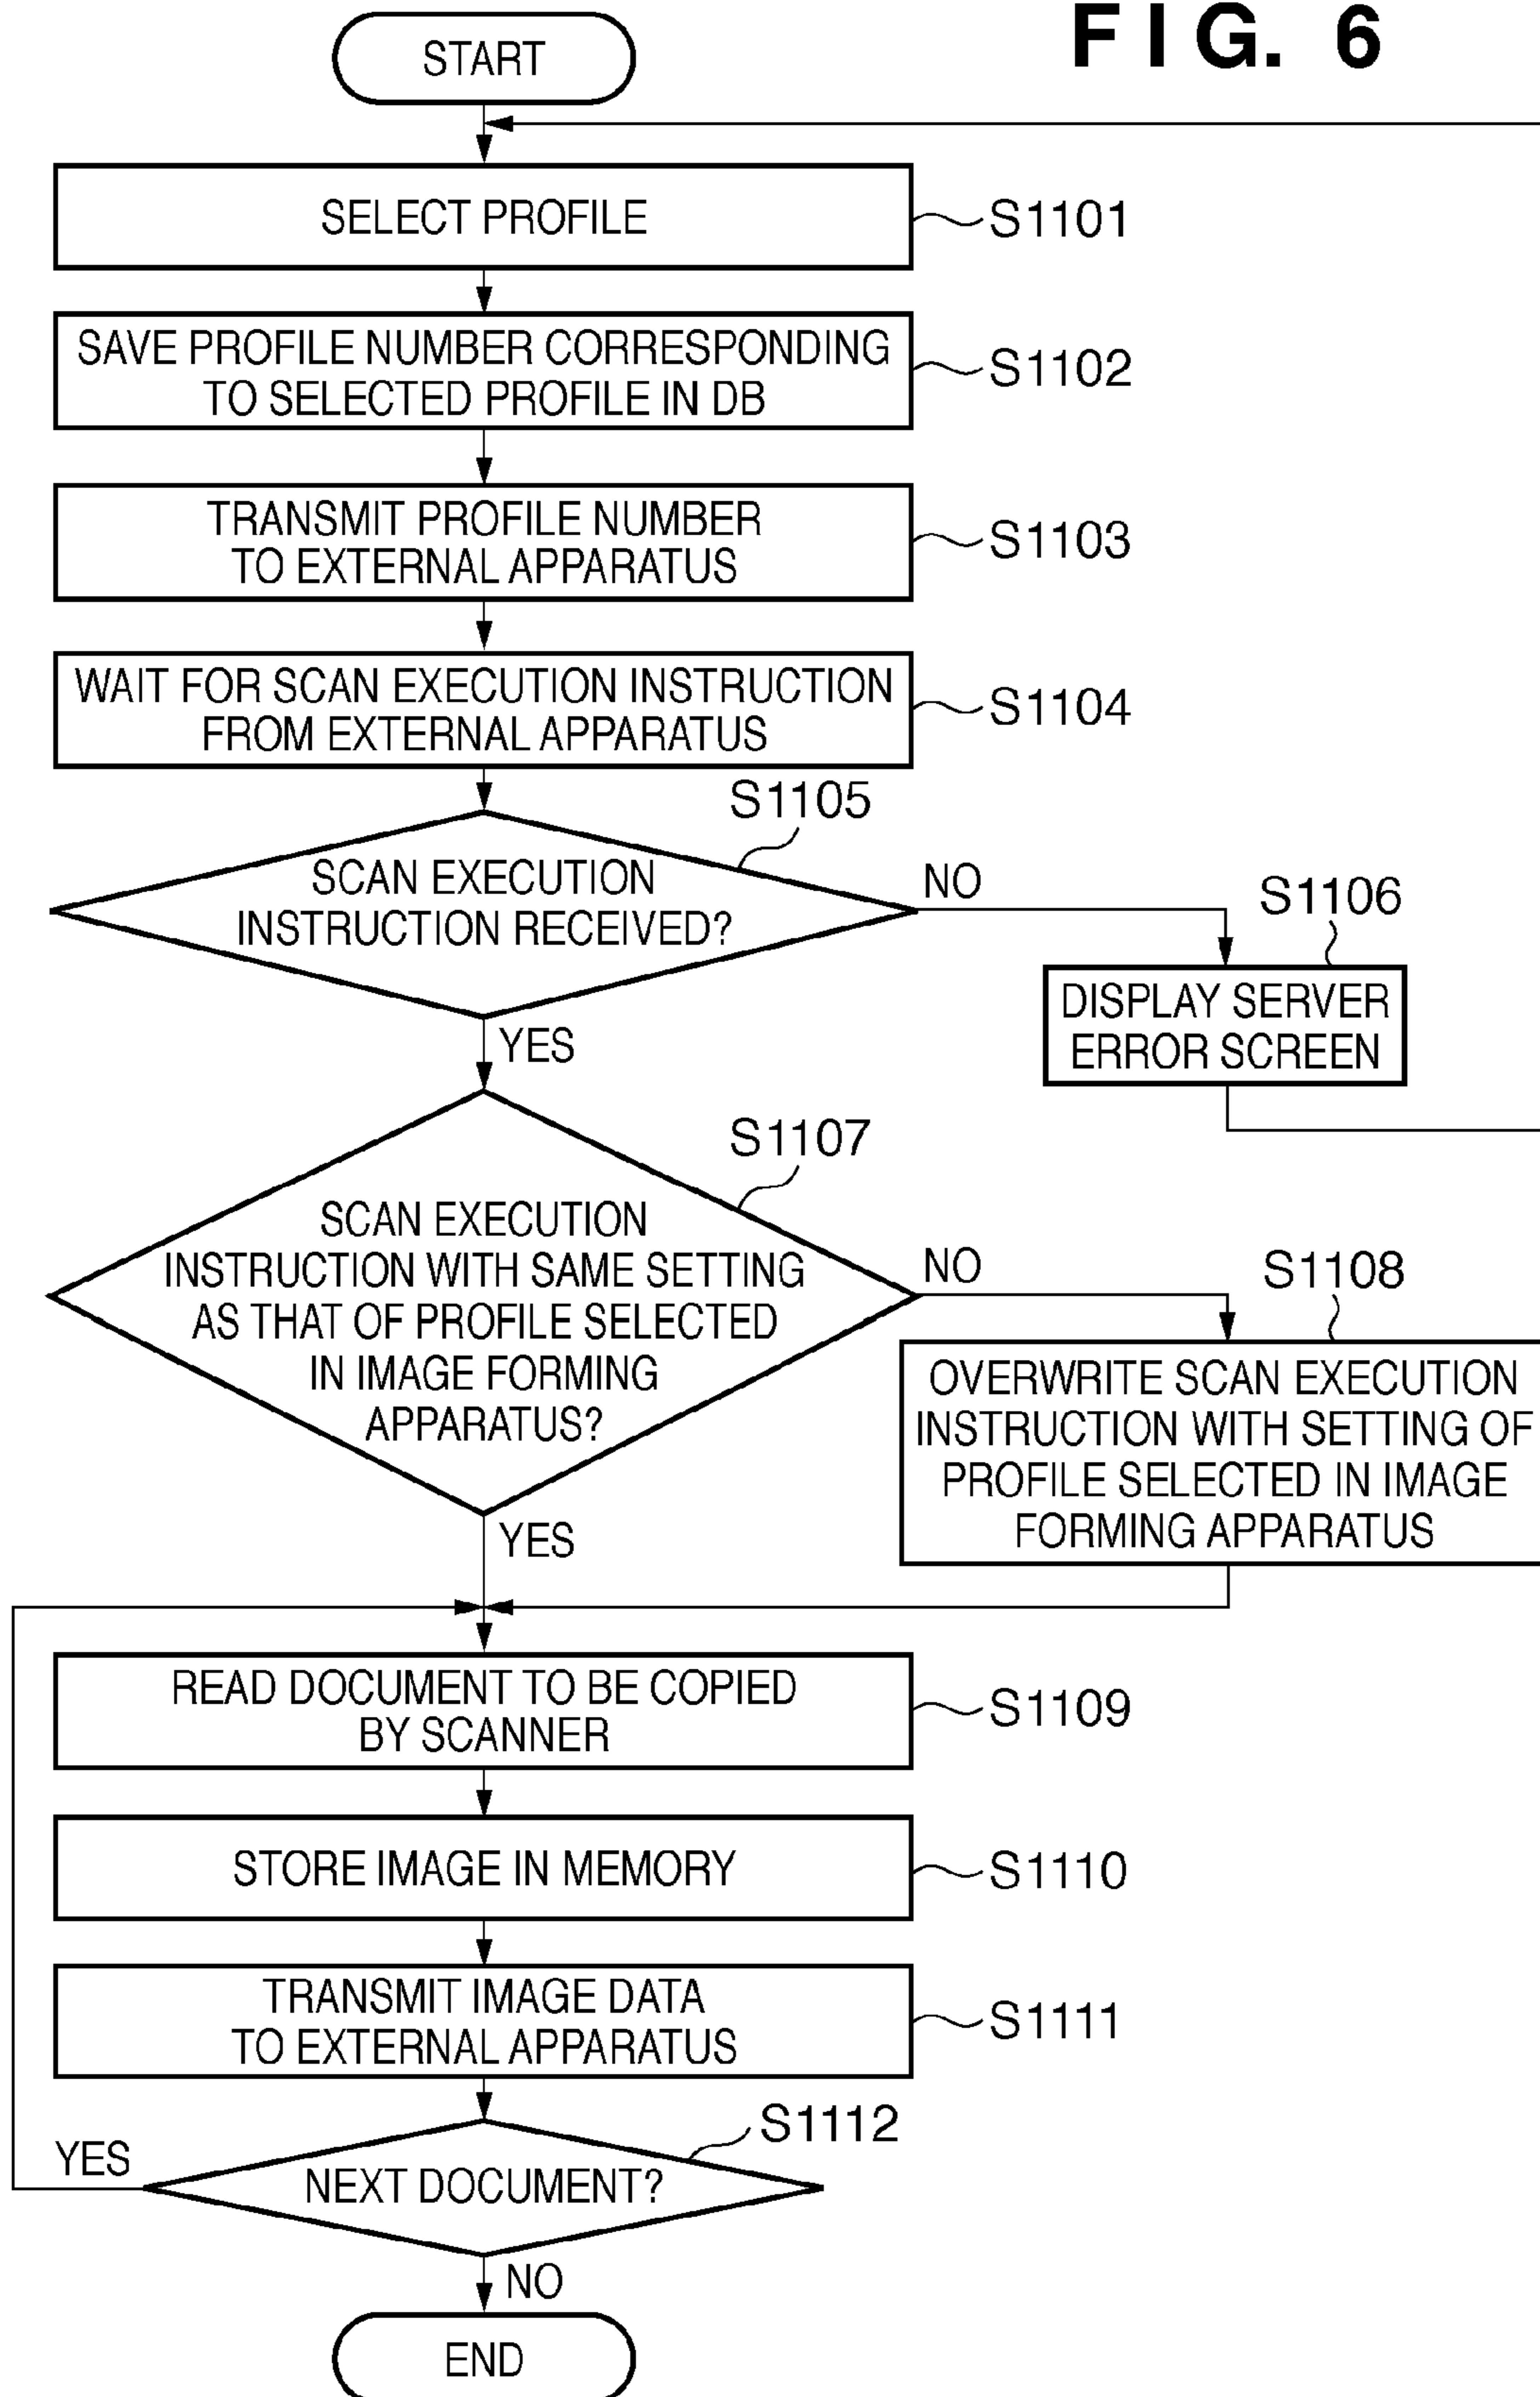 FIG. 6
START
SELECT PROFILE
S1101
SAVE PROFILE NUMBER CORRESPONDING
TO SELECTED PROFILE IN DB
S1102
TRANSMIT PROFILE NUMBER
TO EXTERNAL APPARATUS
S1103
WAIT FOR SCAN EXECUTION INSTRUCTION
FROM EXTERNAL APPARATUS
S1104
S1105
SCAN EXECUTION
INSTRUCTION RECEIVED?
NO
S1106
DISPLAY SERVER
ERROR SCREEN
YES
S1107
SCAN EXECUTION
INSTRUCTION WITH SAME SETTING
AS THAT OF PROFILE SELECTED
IN IMAGE FORMING
APPARATUS?
NO
S1108
OVERWRITE SCAN EXECUTION
INSTRUCTION WITH SETTING OF
PROFILE SELECTED IN IMAGE
FORMING APPARATUS
YES
READ DOCUMENT TO BE COPIED
BY SCANNER
S1109
STORE IMAGE IN MEMORY
S1110
TRANSMIT IMAGE DATA
TO EXTERNAL APPARATUS
S1111
S1112
YES
NEXT DOCUMENT?
NO
END